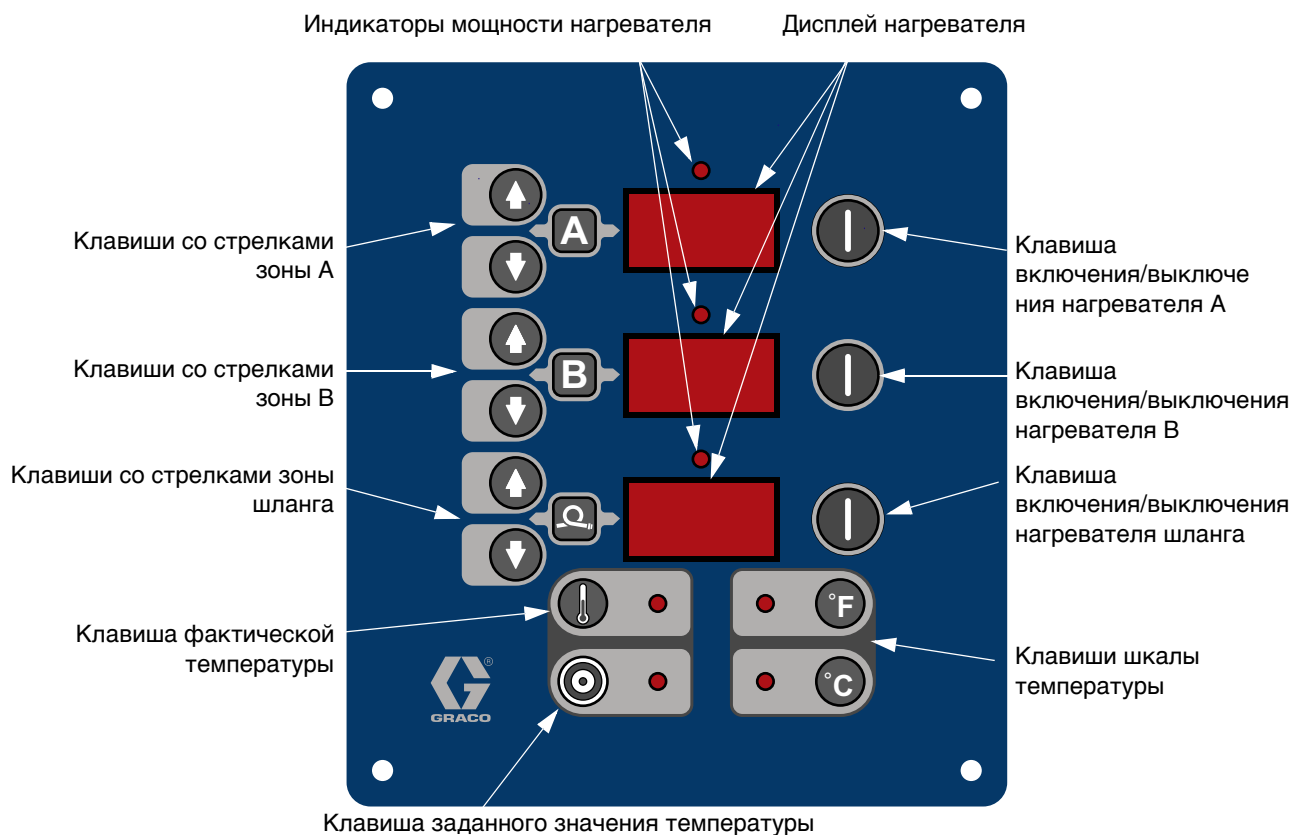 Индикаторы мощности нагревателя
Дисплей нагревателя
Клавиши со стрелками
зоны A
A
Клавиша
включения/выключе
ния нагревателя A
Клавиши со стрелками
зоны B
B
Клавиша
включения/выключения
нагревателя B
Клавиши со стрелками зоны
шланга
Клавиша
включения/выключения
нагревателя шланга
Клавиша фактической
температуры
°F
°C
Клавиши шкалы
температуры
G
®
GRACO
Клавиша заданного значения температуры